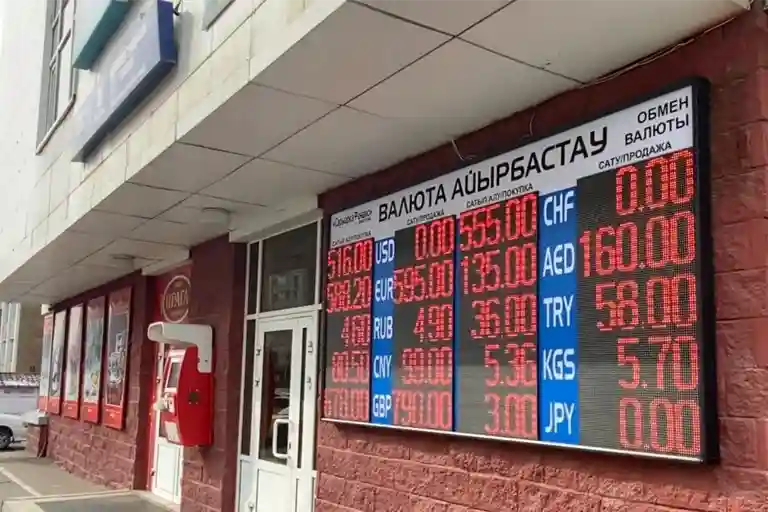 ВАЛЮТА АЙЫРБАСТАУ
ОБМЕН
ВАЛЮТЫ
САТЫП АЛУ/ПОКУПКА САТУ/ПРОДАЖА САТЫП АЛУ/ПОКУПКА САТУ/ПРОДАЖА
516.00 USD 0.00 555.00 CHF 0.00
EUR 595.00 135.00 AED 160.00
4.60 RUB 4.90 36.00 TRY 58.00
CNY 5.36 KGS 5.70
GBP 790.00 3.00 JPY 0.00